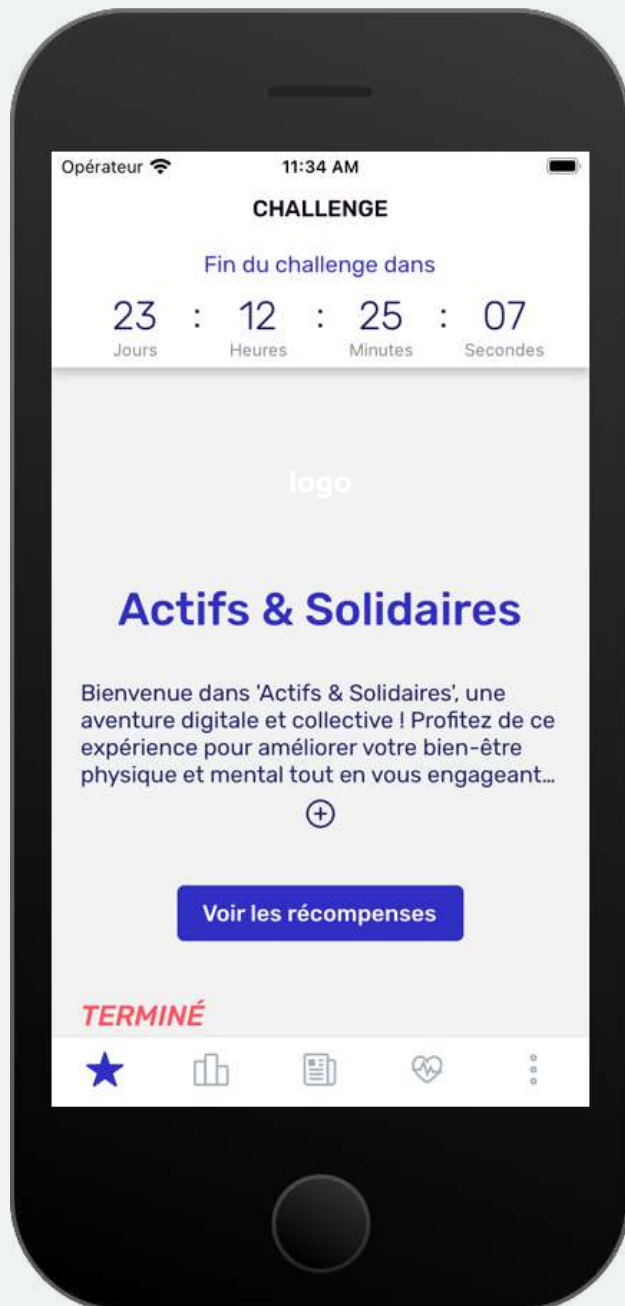 Opérateur 11:34 AM
CHALLENGE
Fin du challenge dans
23 : 12 : 25 : 07
Jours Heures Minutes Secondes
logo
Actifs & Solidaires
Bienvenue dans 'Actifs & Solidaires', une
aventure digitale et collective ! Profitez de ce
expérience pour améliorer votre bien-être
physique et mental tout en vous engageant…
Voir les récompenses
TERMINÉ